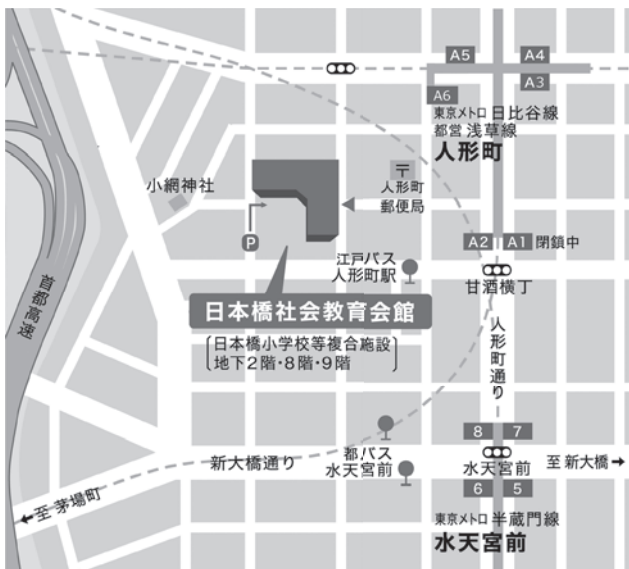 A5
A4
A3
A6
東京メトロ 日比谷線
都営 浅草線
人形町
〒
人形町
郵便局
小網神社
P
A2
A1 閉鎖中
江戸バス
人形町駅
甘酒横丁
首都高速
日本橋社会教育会館
日本橋小学校等複合施設
地下2階・8階・9階
人形町通り
8
7
都バス
水天宮前
新大橋通り
水天宮前
至 新大橋→
6
5
←至 茅場町
東京メトロ 半蔵門線
水天宮前